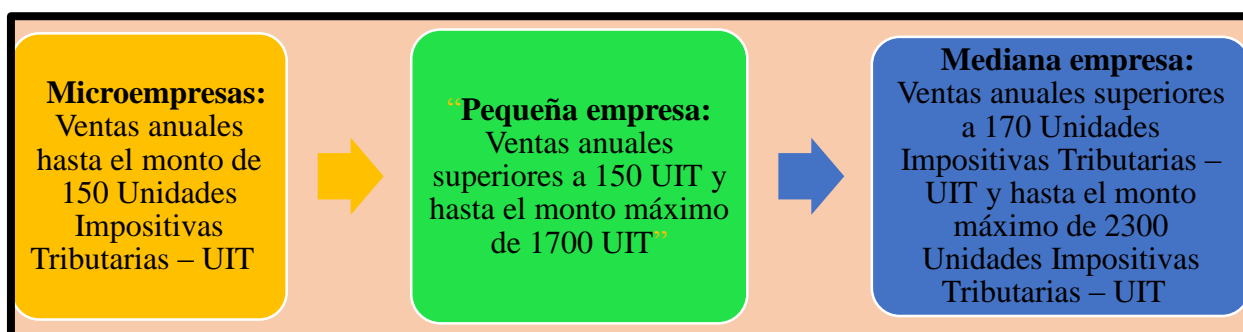 Microempresas:
Ventas anuales
hasta el monto de
150 Unidades
Impositivas
Tributarias – UIT
“Pequeña empresa:
Ventas anuales
superiores a 150 UIT y
hasta el monto máximo
de 1700 UIT”
Mediana empresa:
Ventas anuales superiores
a 170 Unidades
Impositivas Tributarias –
UIT y hasta el monto
máximo de 2300
Unidades Impositivas
Tributarias – UIT